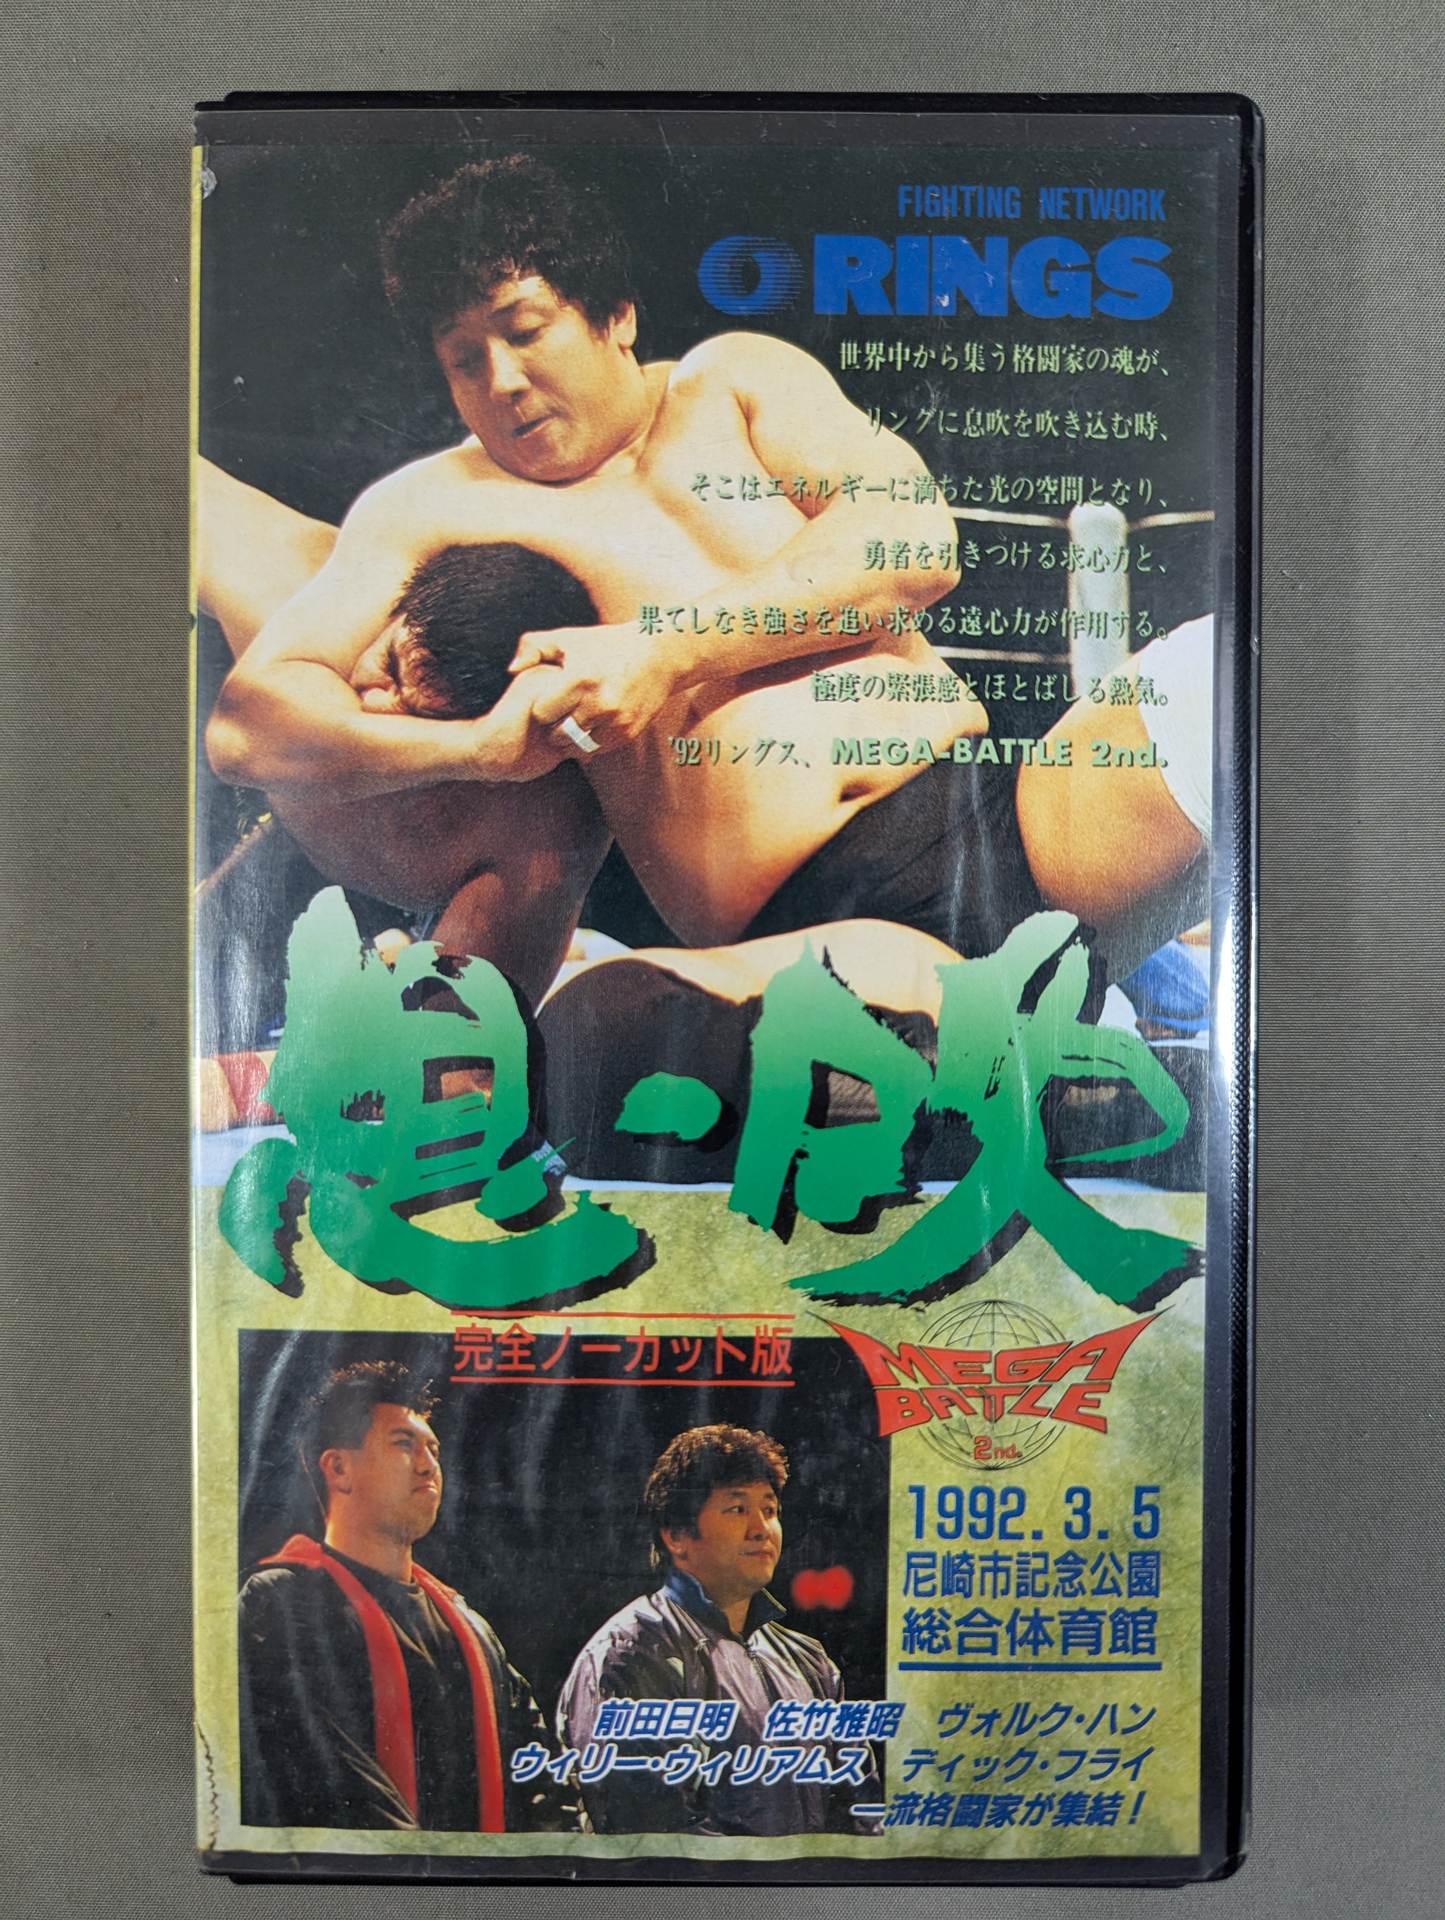 FIGHTING NETWORK
RINGS
世界中から集う格闘家の魂が、
リングに息吹を吹き込む時、
そこはエネルギーに満ちた光の空間となり、
勇者を引きつける求心力と、
果てしなき強さを追い求める遠心力が作用する。
極度の緊張感とほとばしる熱気。
'92リングス、MEGA-BATTLE 2nd.
息・吹
完全ノーカット版
MEGA
BATTLE
2nd.
1992.3.5
尼崎市記念公園
総合体育館
前田日明 佐竹雅昭 ヴォルク・ハン
ウィリー・ウィリアムス ディック・フライ
一流格闘家が集結!